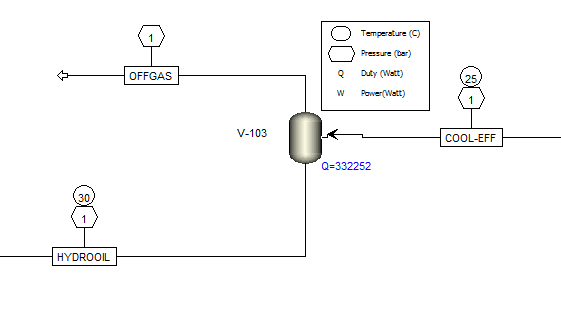 1
OFFGAS
Temperature (C)
Pressure (bar)
Q Duty (Watt)
W Power(Watt)
25
1
COOL-EFF
V-103
Q=332252
30
1
HYDROOIL